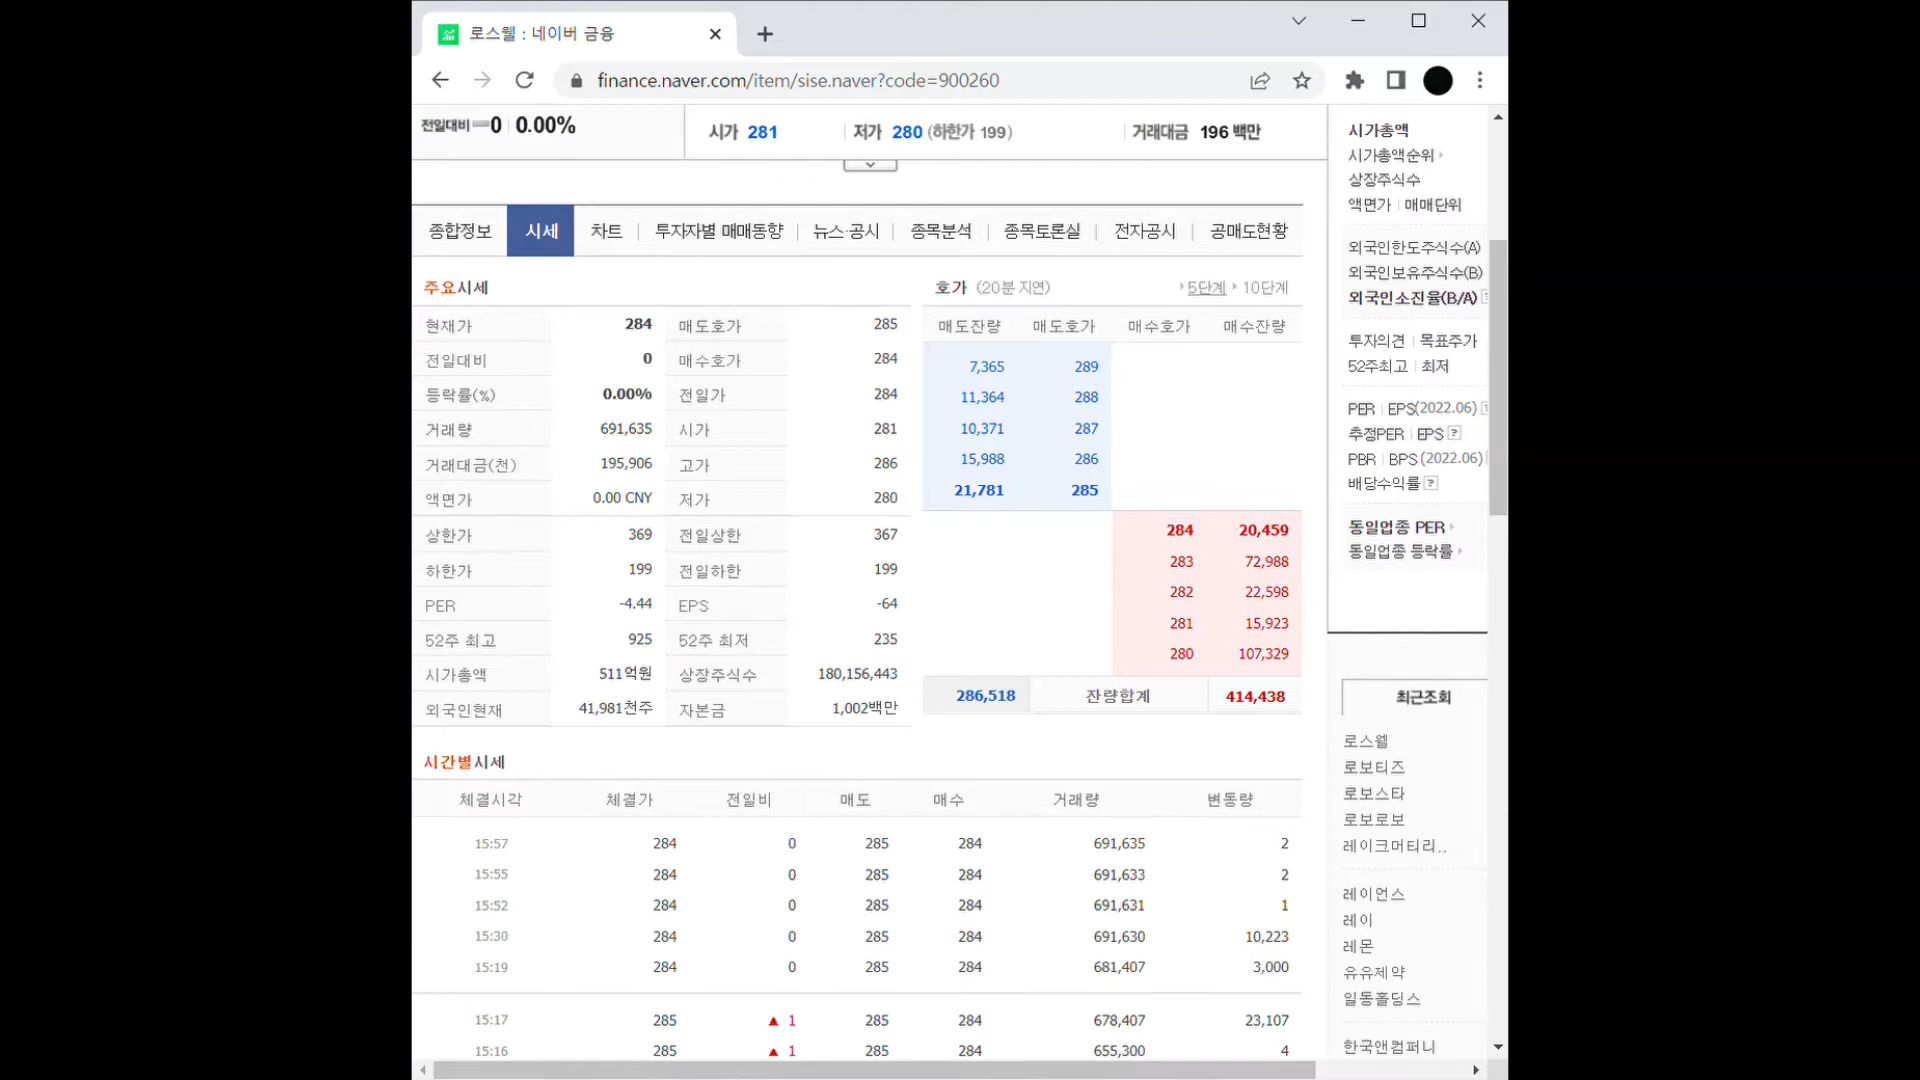 로스웰 : 네이버 금융
finance.naver.com/item/sise.naver?code=900260
전일대비 0 0.00%
시가 281 저가 280 (하한가 199) 거래대금 196 백만
종합정보 시세 차트 투자자별 매매동향 뉴스·공시 종목분석 종목토론실 전자공시 공매도현황
주요시세
현재가 284 매도호가 285
전일대비 0 매수호가 284
등락률(%) 0.00% 전일가 284
거래량 691,635 시가 281
거래대금(천) 195,906 고가 286
액면가 0.00 CNY 저가 280
상한가 369 전일상한 367
하한가 199 전일하한 199
PER -4.44 EPS -64
52주 최고 925 52주 최저 235
시가총액 511억원 상장주식수 180,156,443
외국인현재 41,981천주 자본금 1,002백만
호가 (20분 지연) 5단계 10단계
매도잔량 매도호가 매수호가 매수잔량
7,365 289
11,364 288
10,371 287
15,988 286
21,781 285
284 20,459
283 72,988
282 22,598
281 15,923
280 107,329
286,518 잔량합계 414,438
시간별시세
체결시각 체결가 전일비 매도 매수 거래량 변동량
15:57 284 0 285 284 691,635 2
15:55 284 0 285 284 691,633 2
15:52 284 0 285 284 691,631 1
15:30 284 0 285 284 691,630 10,223
15:19 284 0 285 284 681,407 3,000
15:17 285 ▲ 1 285 284 678,407 23,107
15:16 285 ▲ 1 285 284 655,300 4
시가총액
시가총액순위
상장주식수
액면가 매매단위
외국인한도주식수(A)
외국인보유주식수(B)
외국인소진율(B/A) ?
투자의견 목표주가
52주최고 최저
PER EPS(2022.06) ?
추정PER EPS ?
PBR BPS (2022.06)
배당수익률 ?
동일업종 PER
동일업종 등락률
최근조회
로스웰
로보티즈
로보스타
로보로보
레이크머티리..
레이언스
레이
레몬
유유제약
일동홀딩스
한국앤컴퍼니